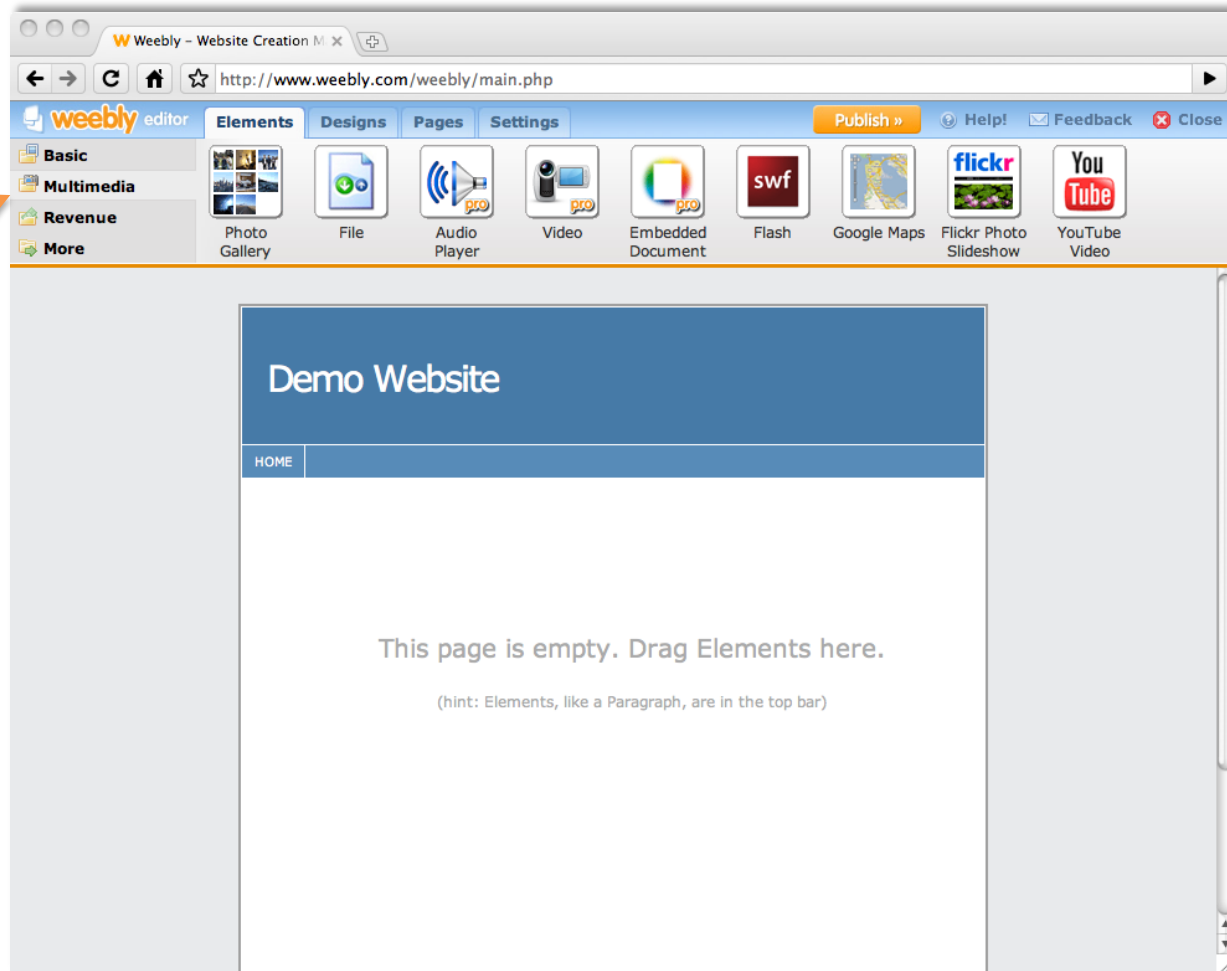 Weebly – Website Creation M
http://www.weebly.com/weebly/main.php
weebly editor Elements Designs Pages Settings Publish » Help! Feedback Close
Basic
Multimedia
Revenue
More
pro pro pro swf flickr You Tube
Photo Gallery
File
Audio Player
Video
Embedded Document
Flash
Google Maps
Flickr Photo Slideshow
YouTube Video
Demo Website
HOME
This page is empty. Drag Elements here.
(hint: Elements, like a Paragraph, are in the top bar)